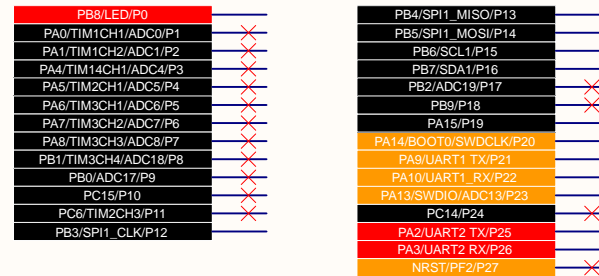 PB8/LED/P0
PA0/TIM1CH1/ADC0/P1
PA1/TIM1CH2/ADC1/P2
PA4/TIM14CH1/ADC4/P3
PA5/TIM2CH1/ADC5/P4
PA6/TIM3CH1/ADC6/P5
PA7/TIM3CH2/ADC7/P6
PA8/TIM3CH3/ADC8/P7
PB1/TIM3CH4/ADC18/P8
PB0/ADC17/P9
PC15/P10
PC6/TIM2CH3/P11
PB3/SPI1_CLK/P12
PB4/SPI1_MISO/P13
PB5/SPI1_MOSI/P14
PB6/SCL1/P15
PB7/SDA1/P16
PB2/ADC19/P17
PB9/P18
PA15/P19
PA14/BOOT0/SWDCLK/P20
PA9/UART1 TX/P21
PA10/UART1_RX/P22
PA13/SWDIO/ADC13/P23
PC14/P24
PA2/UART2 TX/P25
PA3/UART2 RX/P26
NRST/PF2/P27